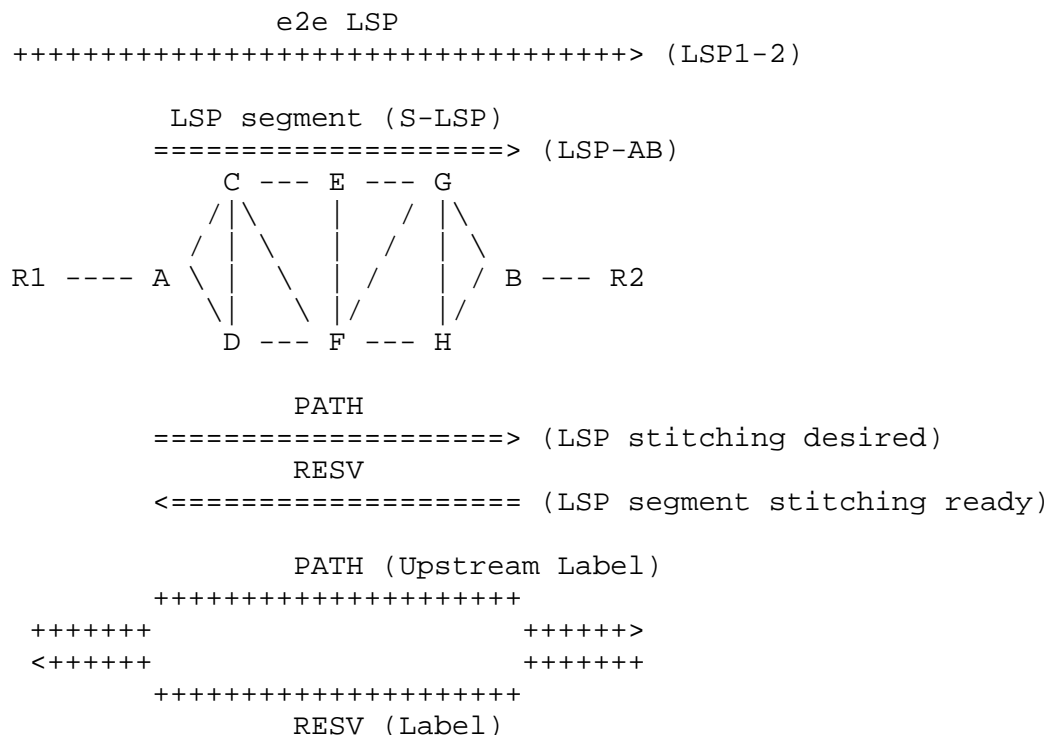 e2e LSP
+++++++++++++++++++++++++++++++++++> (LSP1-2)

         LSP segment (S-LSP)
        ====================> (LSP-AB)
            C --- E --- G
           /|\    |   / |\
          / | \   |  /  | \
R1 ---- A \ |  \  | /   | / B --- R2
           \|   \ |/    |/
            D --- F --- H

                PATH
        ====================> (LSP stitching desired)
                RESV
        <==================== (LSP segment stitching ready)

                PATH (Upstream Label)
        +++++++++++++++++++++
 +++++++                     ++++++>
 <++++++                     +++++++
        +++++++++++++++++++++
                RESV (Label)